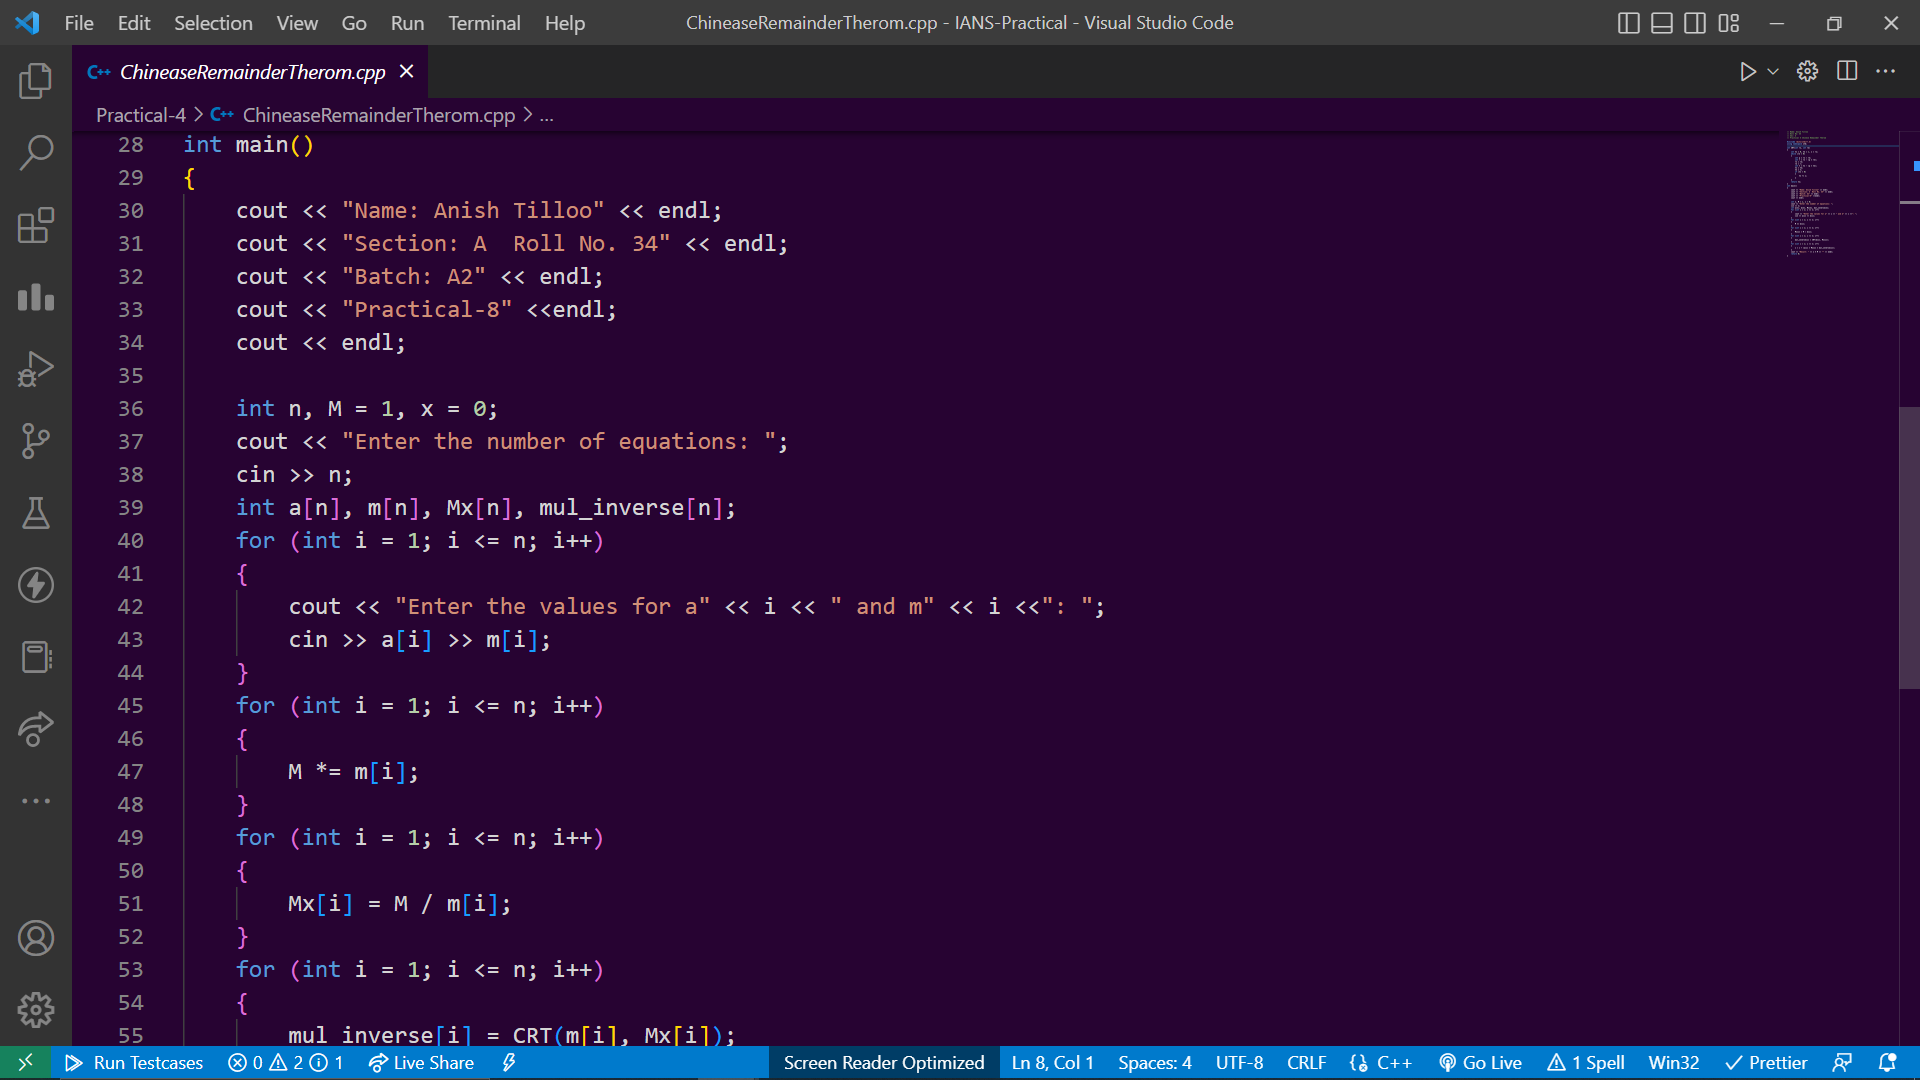 File Edit Selection View Go Run Terminal Help ChineaseRemainderTherom.cpp - IANS-Practical - Visual Studio Code
C++ ChineaseRemainderTherom.cpp
Practical-4 > C++ ChineaseRemainderTherom.cpp > ...
28 int main()
29 {
30 cout << "Name: Anish Tilloo" << endl;
31 cout << "Section: A  Roll No. 34" << endl;
32 cout << "Batch: A2" << endl;
33 cout << "Practical-8" <<endl;
34 cout << endl;
35
36 int n, M = 1, x = 0;
37 cout << "Enter the number of equations: ";
38 cin >> n;
39 int a[n], m[n], Mx[n], mul_inverse[n];
40 for (int i = 1; i <= n; i++)
41 {
42 cout << "Enter the values for a" << i << " and m" << i <<": ";
43 cin >> a[i] >> m[i];
44 }
45 for (int i = 1; i <= n; i++)
46 {
47 M *= m[i];
48 }
49 for (int i = 1; i <= n; i++)
50 {
51 Mx[i] = M / m[i];
52 }
53 for (int i = 1; i <= n; i++)
54 {
55 mul_inverse[i] = CRT(m[i], Mx[i]);
Run Testcases 0 2 1 Live Share Screen Reader Optimized Ln 8, Col 1 Spaces: 4 UTF-8 CRLF C++ Go Live 1 Spell Win32 Prettier